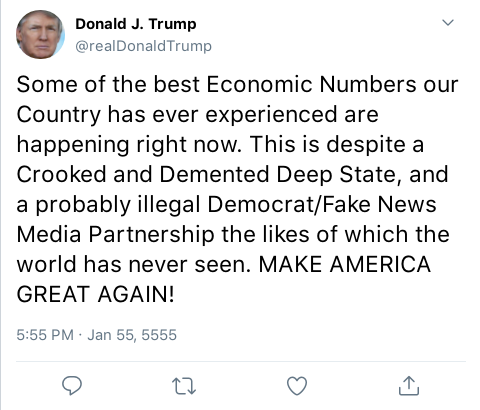 Donald J. Trump
@realDonaldTrump
Some of the best Economic Numbers our
Country has ever experienced are
happening right now. This is despite a
Crooked and Demented Deep State, and
a probably illegal Democrat/Fake News
Media Partnership the likes of which the
world has never seen. MAKE AMERICA
GREAT AGAIN!
5:55 PM · Jan 55, 5555